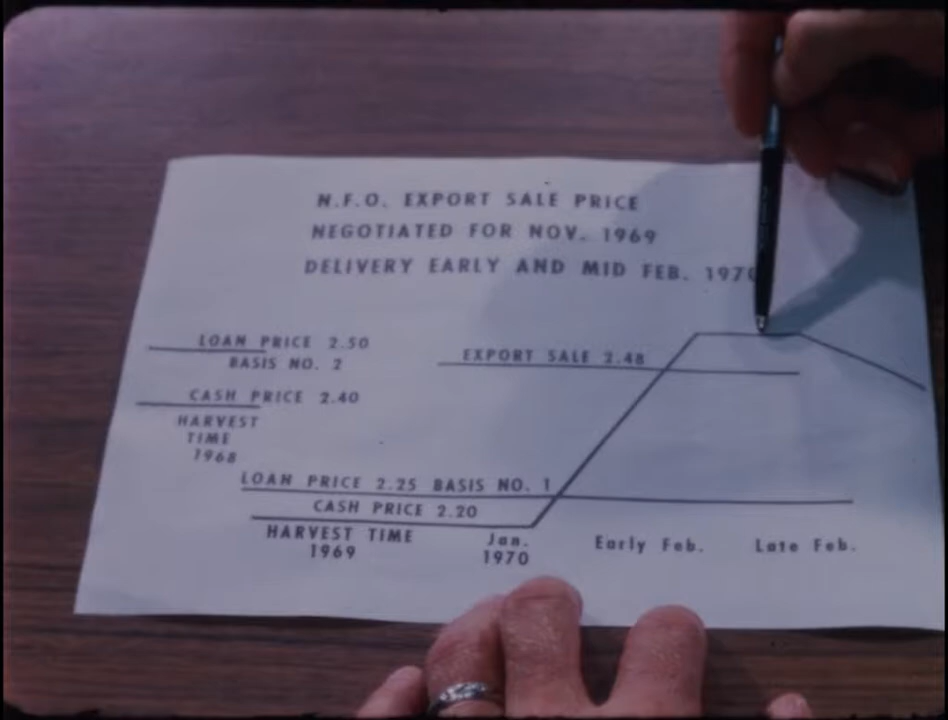 N.F.O. EXPORT SALE PRICE
NEGOTIATED FOR NOV. 1969
DELIVERY EARLY AND MID FEB. 1970
LOAN PRICE 2.50
BASIS NO. 2
EXPORT SALE 2.48
CASH PRICE 2.40
HARVEST
TIME
1968
LOAN PRICE 2.25 BASIS NO. 1
CASH PRICE 2.20
HARVEST TIME
1969
Jan.
1970
Early Feb.
Late Feb.